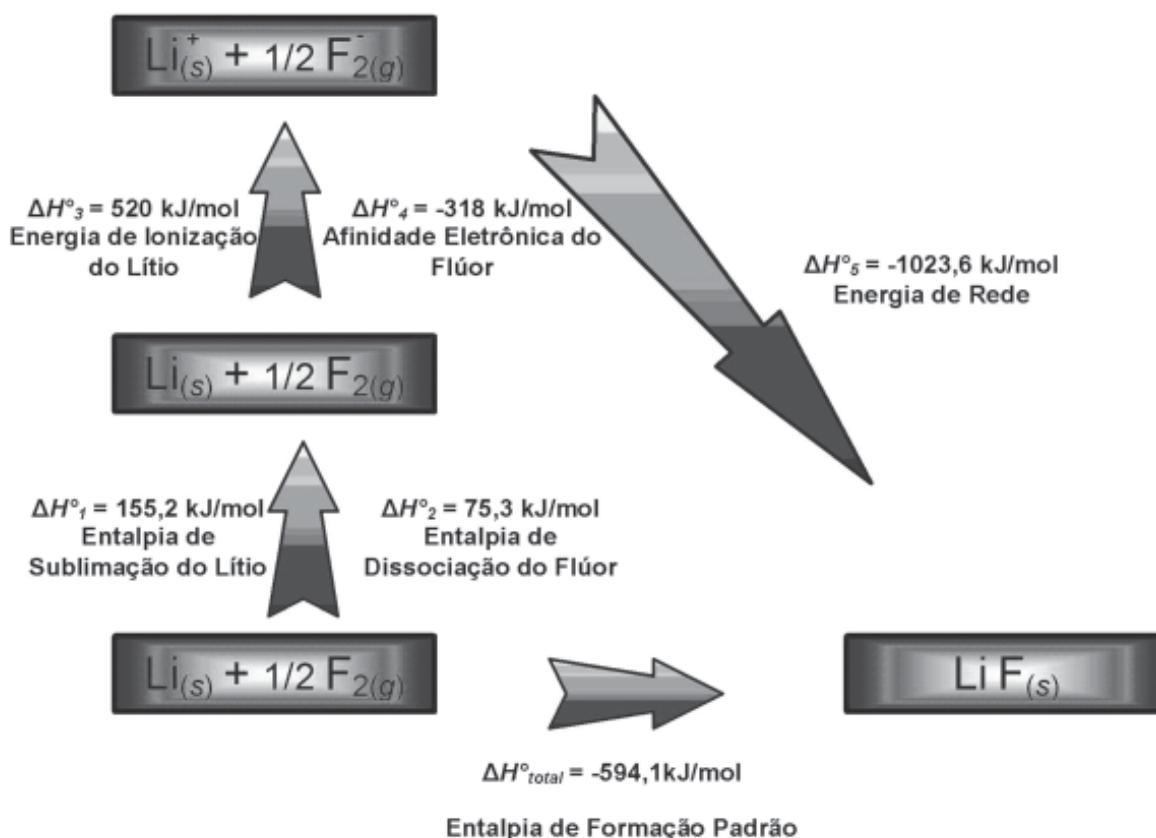 Li⁺(s) + 1/2 F⁻2(g)
ΔH°3 = 520 kJ/mol
Energia de Ionização
do Lítio
ΔH°4 = -318 kJ/mol
Afinidade Eletrônica do
Flúor
ΔH°5 = -1023,6 kJ/mol
Energia de Rede
Li(s) + 1/2 F2(g)
ΔH°1 = 155,2 kJ/mol
Entalpia de
Sublimação do Lítio
ΔH°2 = 75,3 kJ/mol
Entalpia de
Dissociação do Flúor
Li(s) + 1/2 F2(g)
Li F(s)
ΔH°total = -594,1kJ/mol
Entalpia de Formação Padrão